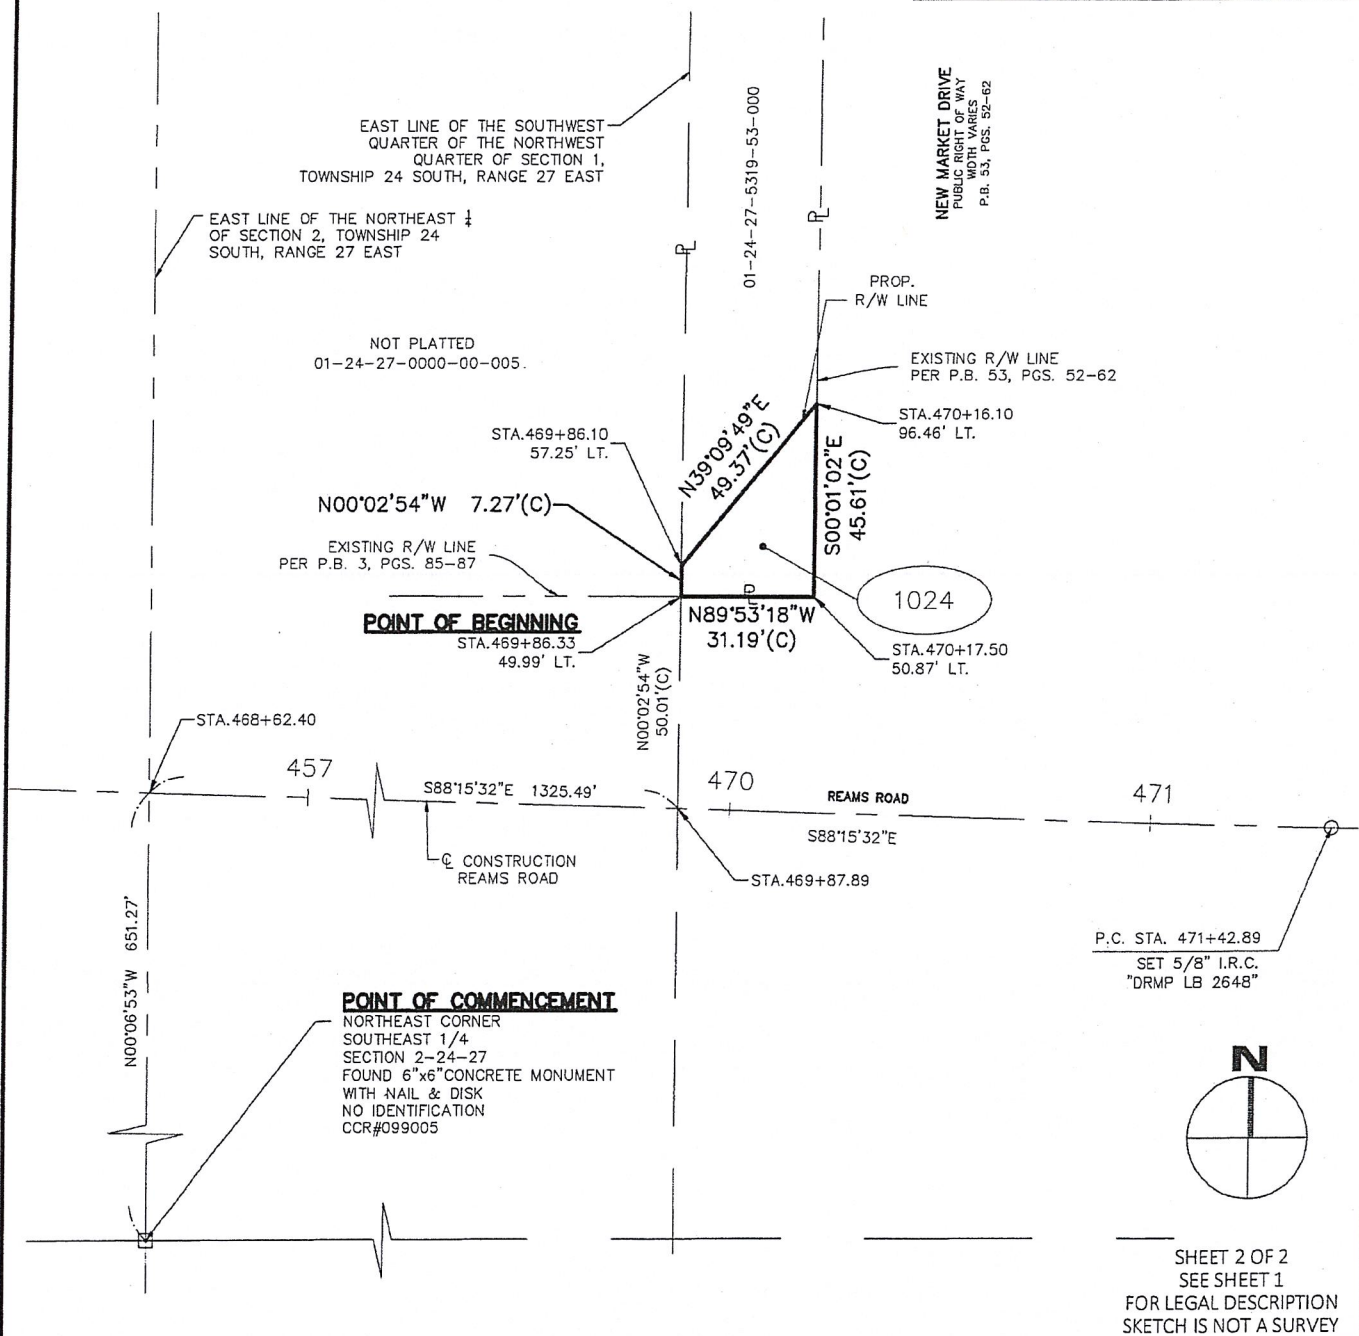 EAST LINE OF THE SOUTHWEST
QUARTER OF THE NORTHWEST
QUARTER OF SECTION 1,
TOWNSHIP 24 SOUTH, RANGE 27 EAST
EAST LINE OF THE NORTHEAST ¼
OF SECTION 2, TOWNSHIP 24
SOUTH, RANGE 27 EAST
01-24-27-5319-53-000
NEW MARKET DRIVE
PUBLIC RIGHT OF WAY
WIDTH VARIES
P.B. 53, PGS. 52-62
PL
PL
PROP.
R/W LINE
NOT PLATTED
01-24-27-0000-00-005.
EXISTING R/W LINE
PER P.B. 53, PGS. 52-62
STA.470+16.10
96.46' LT.
STA.469+86.10
57.25' LT.
N39°09'49"E
49.37'(C)
S00°01'02"E
45.61'(C)
N00°02'54"W 7.27'(C)
EXISTING R/W LINE
PER P.B. 3, PGS. 85-87
PL
1024
POINT OF BEGINNING
STA.469+86.33
49.99' LT.
N89°53'18"W
31.19'(C)
STA.470+17.50
50.87' LT.
N00°02'54"W
50.01'(C)
STA.468+62.40
457
S88°15'32"E 1325.49'
470
REAMS ROAD
S88°15'32"E
471
℄ CONSTRUCTION
REAMS ROAD
STA.469+87.89
P.C. STA. 471+42.89
SET 5/8" I.R.C.
"DRMP LB 2648"
N00°06'53"W 651.27'
POINT OF COMMENCEMENT
NORTHEAST CORNER
SOUTHEAST 1/4
SECTION 2-24-27
FOUND 6"x6"CONCRETE MONUMENT
WITH NAIL & DISK
NO IDENTIFICATION
CCR#099005
N
SHEET 2 OF 2
SEE SHEET 1
FOR LEGAL DESCRIPTION
SKETCH IS NOT A SURVEY